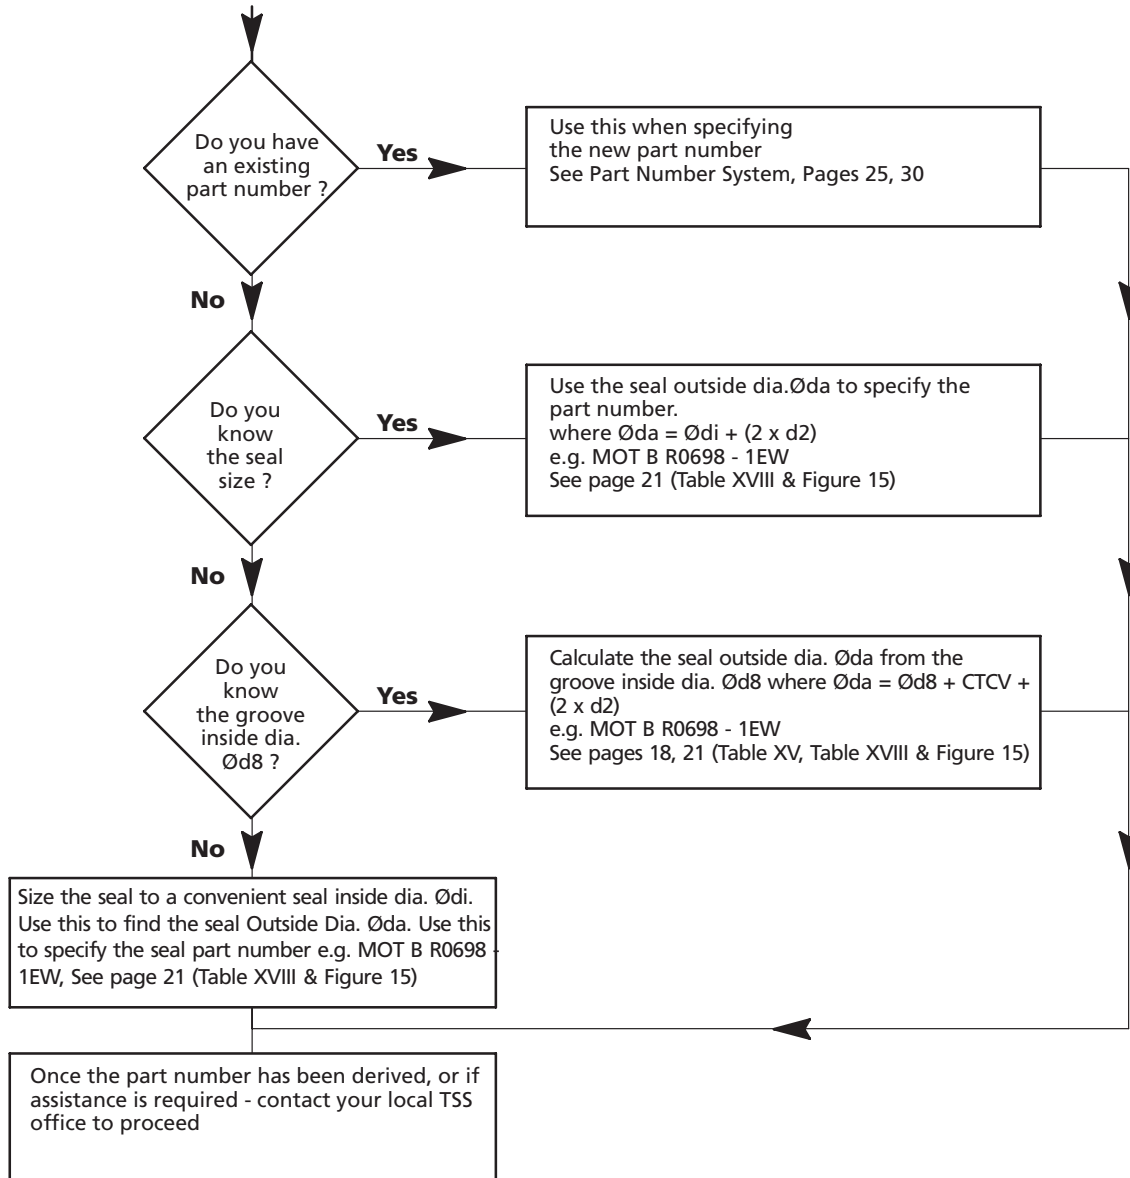 Do you have
an existing
part number ?
Yes
Use this when specifying
the new part number
See Part Number System, Pages 25, 30
No
Do you
know
the seal
size ?
Yes
Use the seal outside dia.Øda to specify the
part number.
where Øda = Ødi + (2 x d2)
e.g. MOT B R0698 - 1EW
See page 21 (Table XVIII & Figure 15)
No
Do you
know
the groove
inside dia.
Ød8 ?
Yes
Calculate the seal outside dia. Øda from the
groove inside dia. Ød8 where Øda = Ød8 + CTCV +
(2 x d2)
e.g. MOT B R0698 - 1EW
See pages 18, 21 (Table XV, Table XVIII & Figure 15)
No
Size the seal to a convenient seal inside dia. Ødi.
Use this to find the seal Outside Dia. Øda. Use this
to specify the seal part number e.g. MOT B R0698 -
1EW, See page 21 (Table XVIII & Figure 15)
Once the part number has been derived, or if
assistance is required - contact your local TSS
office to proceed